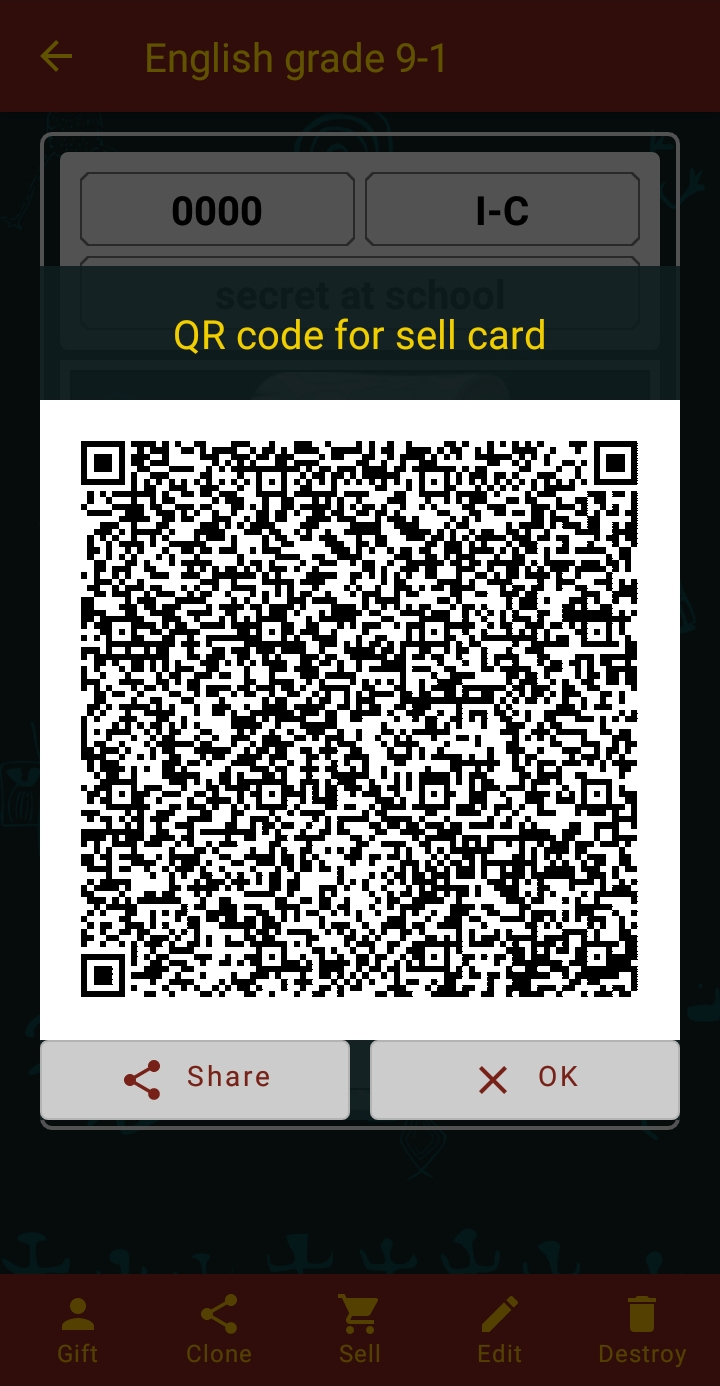 English grade 9-1
0000
I-C
secret at school
QR code for sell card
Share
OK
Gift
Clone
Sell
Edit
Destroy